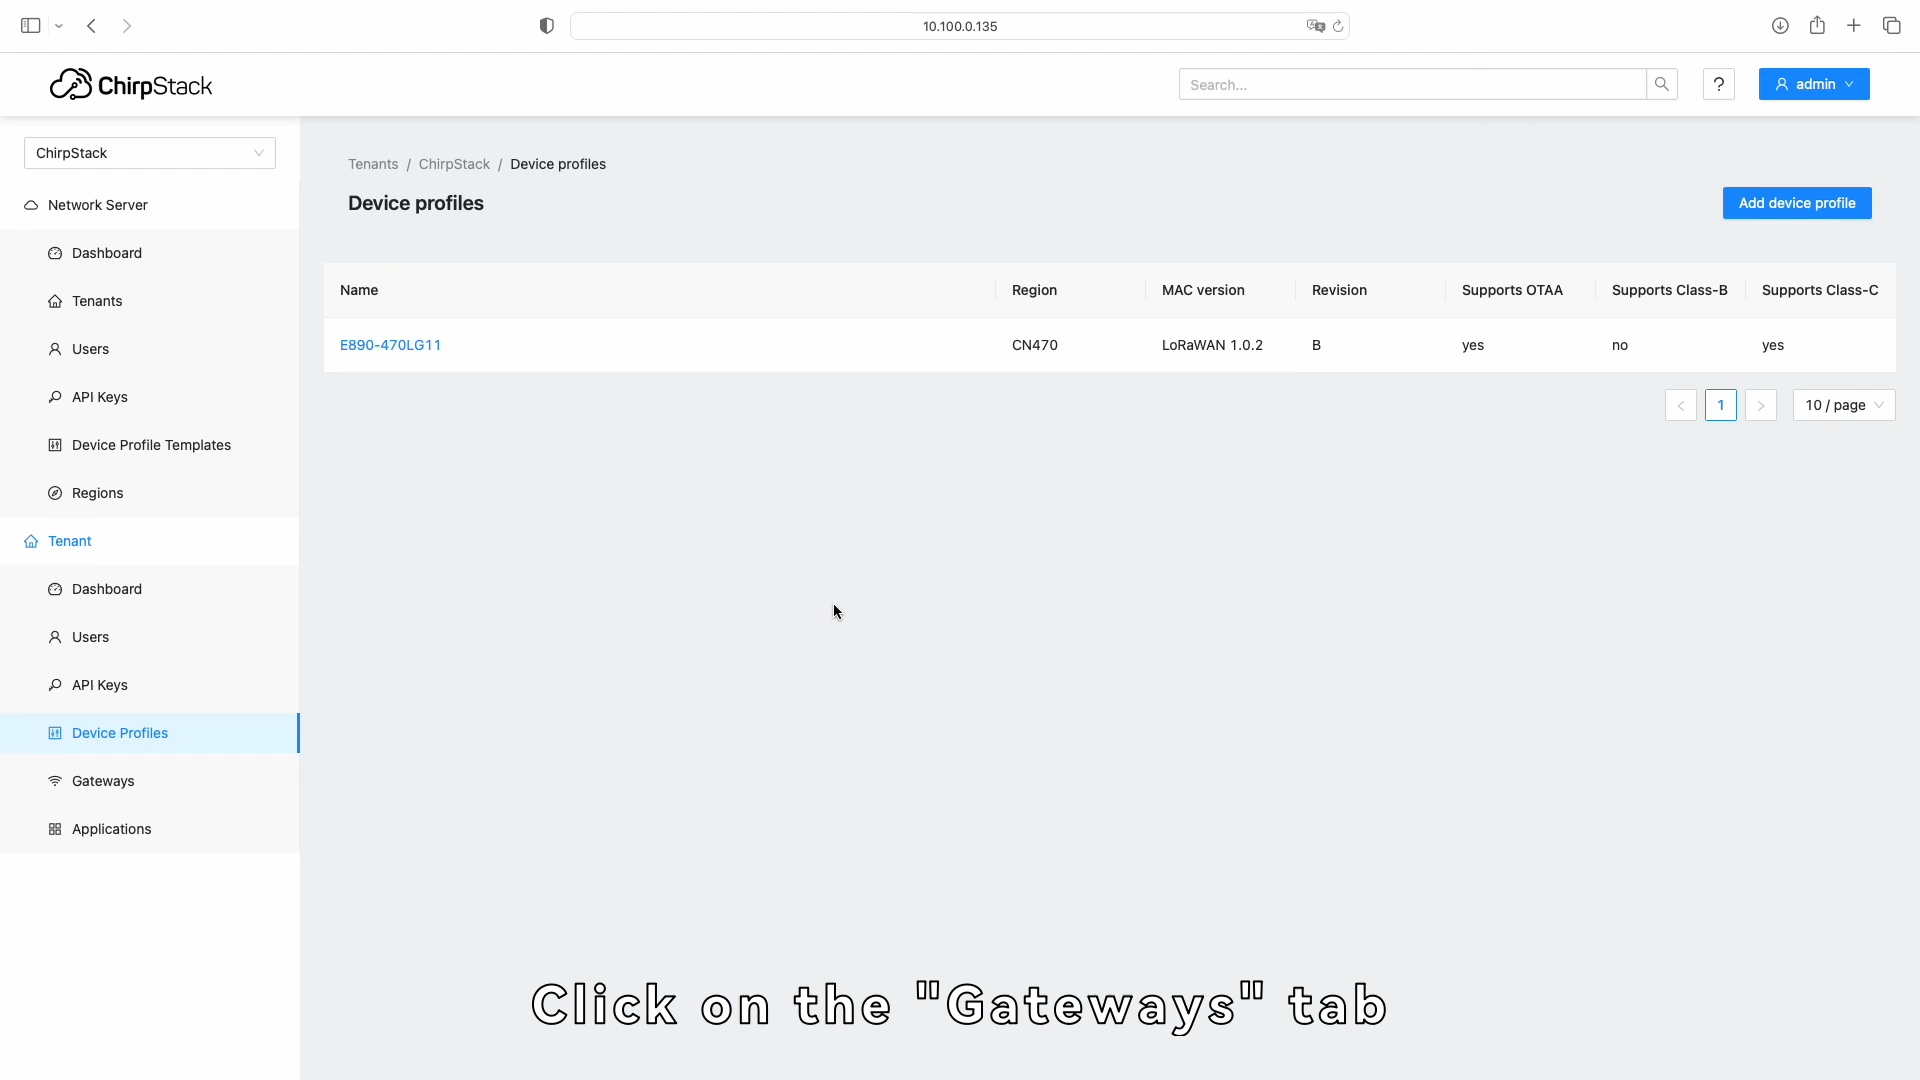 10.100.0.135
ChirpStack
Search...
?
admin
ChirpStack
Network Server
Dashboard
Tenants
Users
API Keys
Device Profile Templates
Regions
Tenant
Dashboard
Users
API Keys
Device Profiles
Gateways
Applications
Tenants / ChirpStack / Device profiles
Device profiles
Add device profile
Name Region MAC version Revision Supports OTAA Supports Class-B Supports Class-C
E890-470LG11 CN470 LoRaWAN 1.0.2 B yes no yes
< 1 > 10 / page
Click on the "Gateways" tab